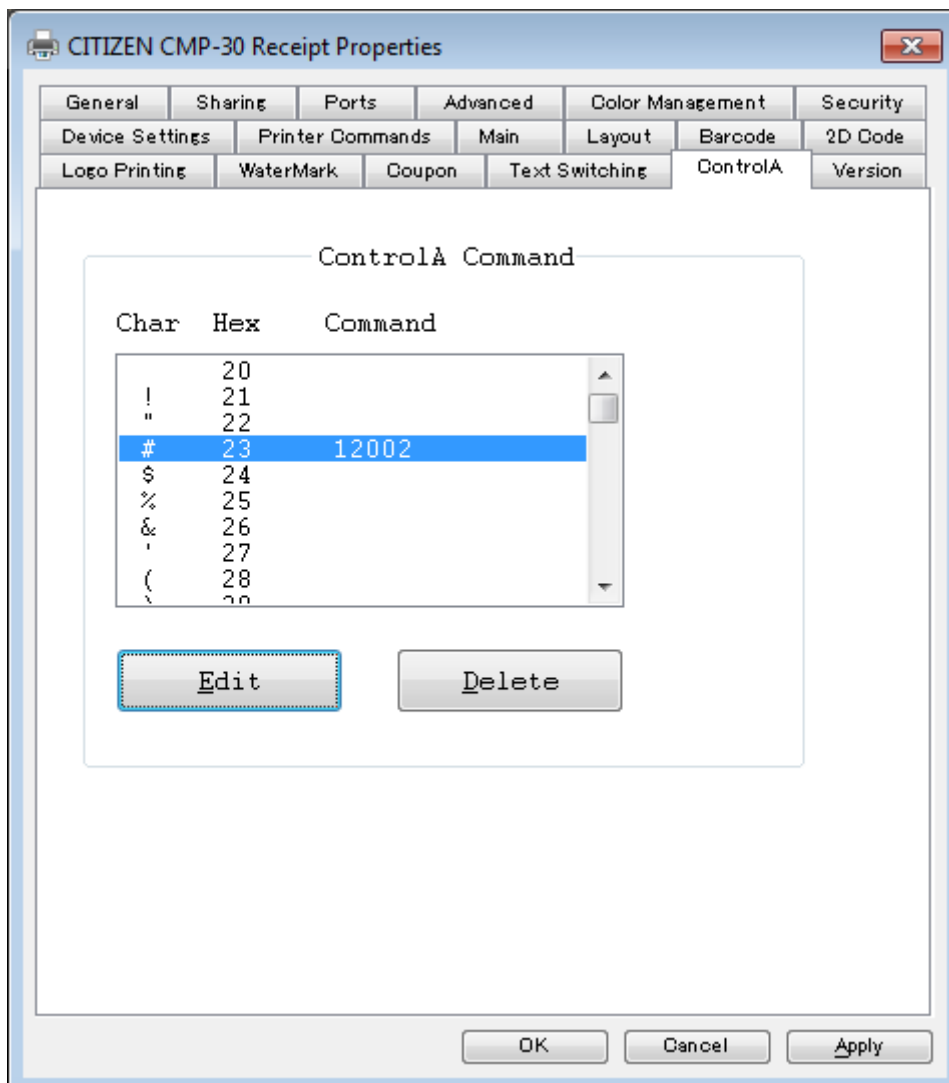 CITIZEN CMP-30 Receipt Properties
General Sharing Ports Advanced Color Management Security
Device Settings Printer Commands Main Layout Barcode 2D Code
Logo Printing WaterMark Coupon Text Switching ControlA Version
ControlA Command
Char Hex Command
20
! 21
" 22
# 23 12002
$ 24
% 25
& 26
' 27
( 28
Edit Delete
OK Cancel Apply